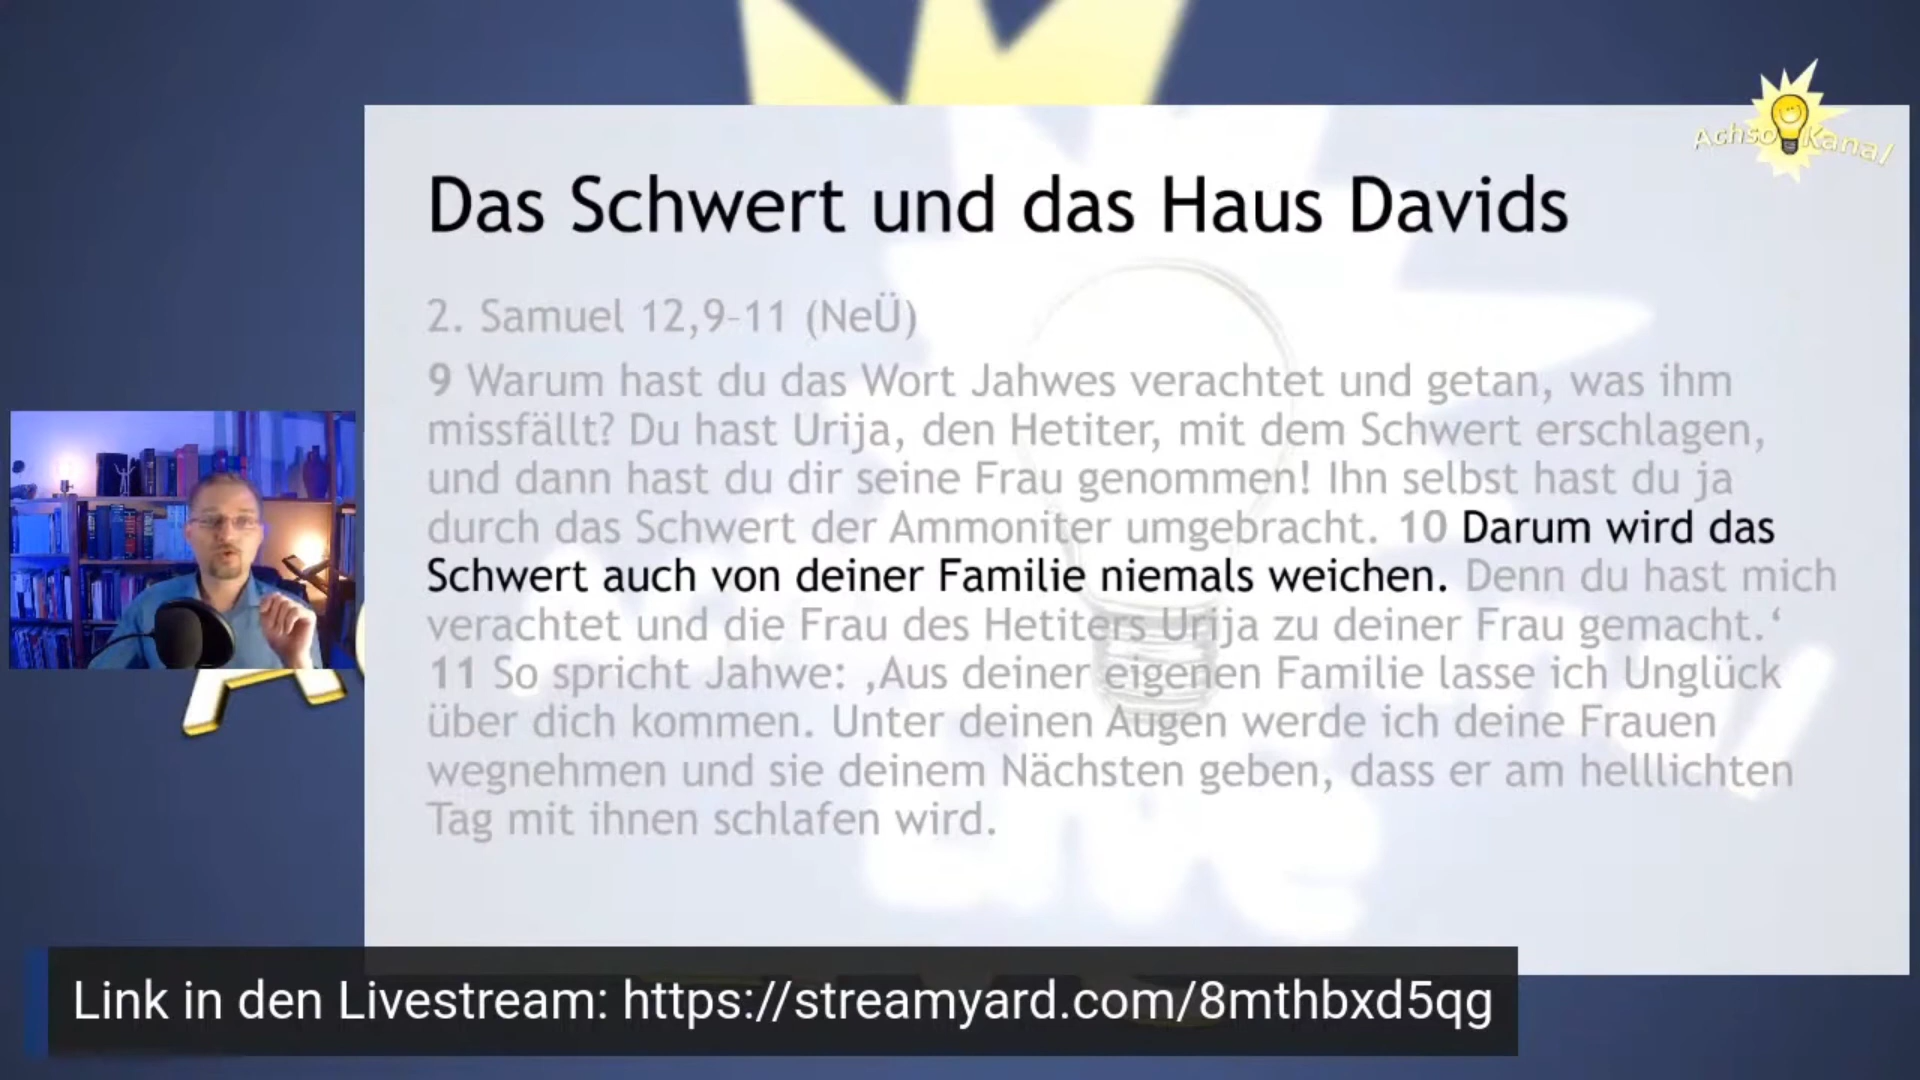 Achso Kanal
Das Schwert und das Haus Davids
2. Samuel 12,9–11 (NeÜ)
9 Warum hast du das Wort Jahwes verachtet und getan, was ihm
missfällt? Du hast Urija, den Hetiter, mit dem Schwert erschlagen,
und dann hast du dir seine Frau genommen! Ihn selbst hast du ja
durch das Schwert der Ammoniter umgebracht. 10 Darum wird das
Schwert auch von deiner Familie niemals weichen. Denn du hast mich
verachtet und die Frau des Hetiters Urija zu deiner Frau gemacht.‘
11 So spricht Jahwe: ‚Aus deiner eigenen Familie lasse ich Unglück
über dich kommen. Unter deinen Augen werde ich deine Frauen
wegnehmen und sie deinem Nächsten geben, dass er am helllichten
Tag mit ihnen schlafen wird.
Link in den Livestream: https://streamyard.com/8mthbxd5qg